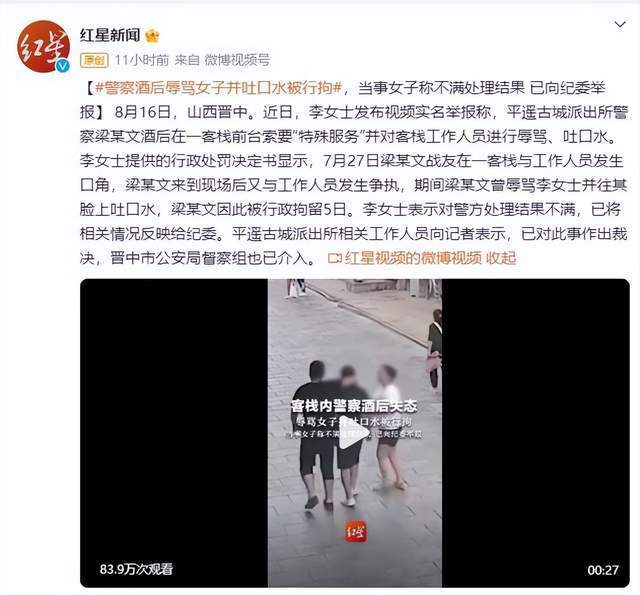 红星新闻
原创 11小时前 来自 微博视频号
【#警察酒后辱骂女子并吐口水被行拘#，当事女子称不满处理结果 已向纪委举
报】8月16日，山西晋中。近日，李女士发布视频实名举报称，平遥古城派出所警
察梁某文酒后在一客栈前台索要“特殊服务”并对客栈工作人员进行辱骂、吐口水。
李女士提供的行政处罚决定书显示，7月27日梁某文战友在一客栈与工作人员发生
口角，梁某文来到现场后又与工作人员发生争执，期间梁某文曾辱骂李女士并往其
脸上吐口水，梁某文因此被行政拘留5日。李女士表示对警方处理结果不满，已将
相关情况反映给纪委。平遥古城派出所相关工作人员向记者表示，已对此事作出裁
决，晋中市公安局督察组也已介入。 红星视频的微博视频 收起
客栈内警察酒后失态
辱骂女子并吐口水被行拘
红星
83.9万次观看
00:27